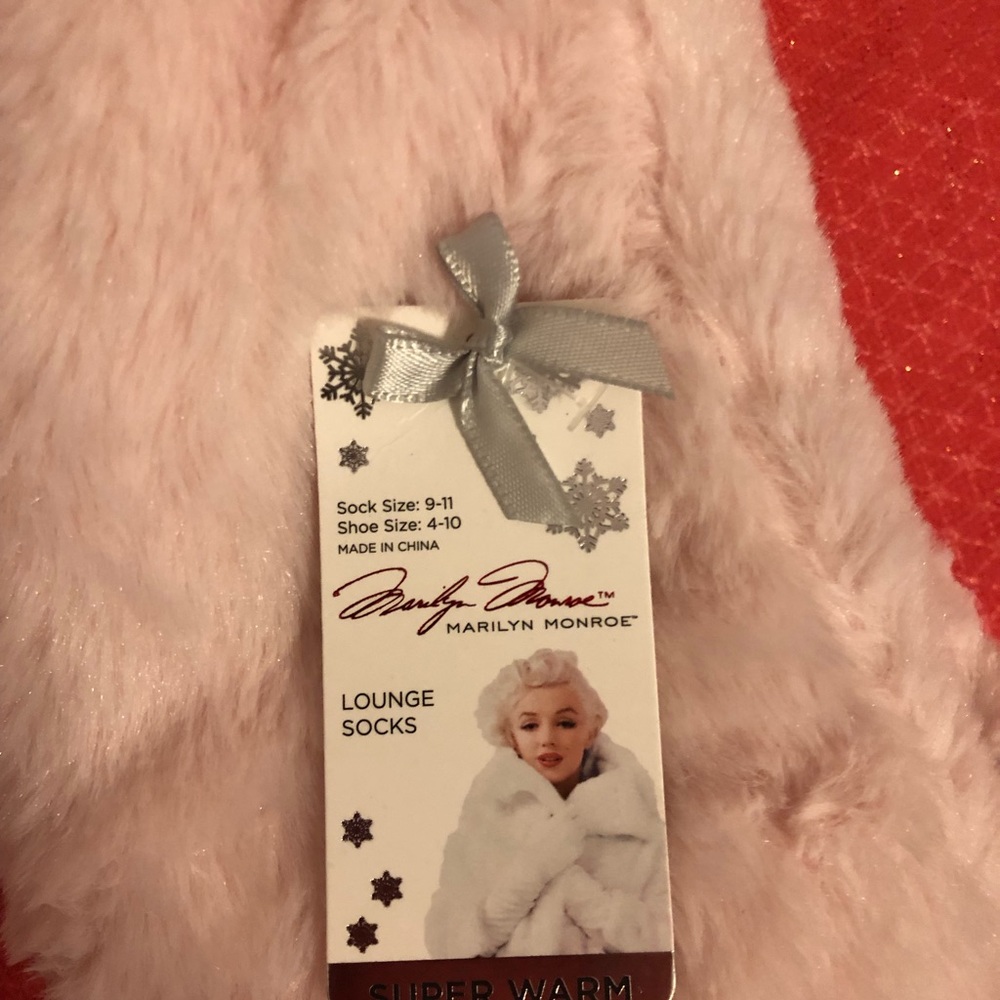 Sock Size: 9-11
Shoe Size: 4-10
MADE IN CHINA
Marilyn Monroe™
MARILYN MONROE™
LOUNGE
SOCKS
SUPER WARM